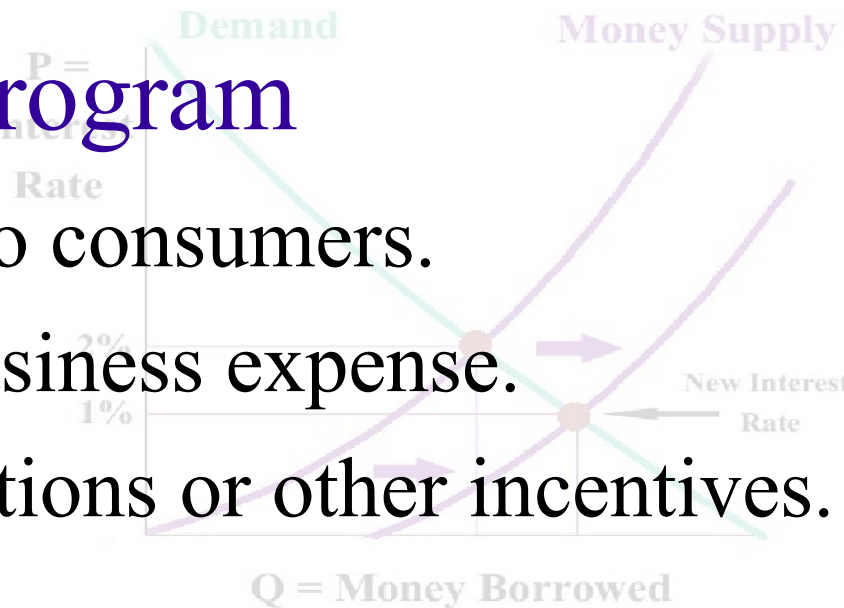 Demand
Money Supply
P =
rogram
nterest
Rate
o consumers.
2%
siness expense.
New Interest
1%
Rate
tions or other incentives.
Q = Money Borrowed